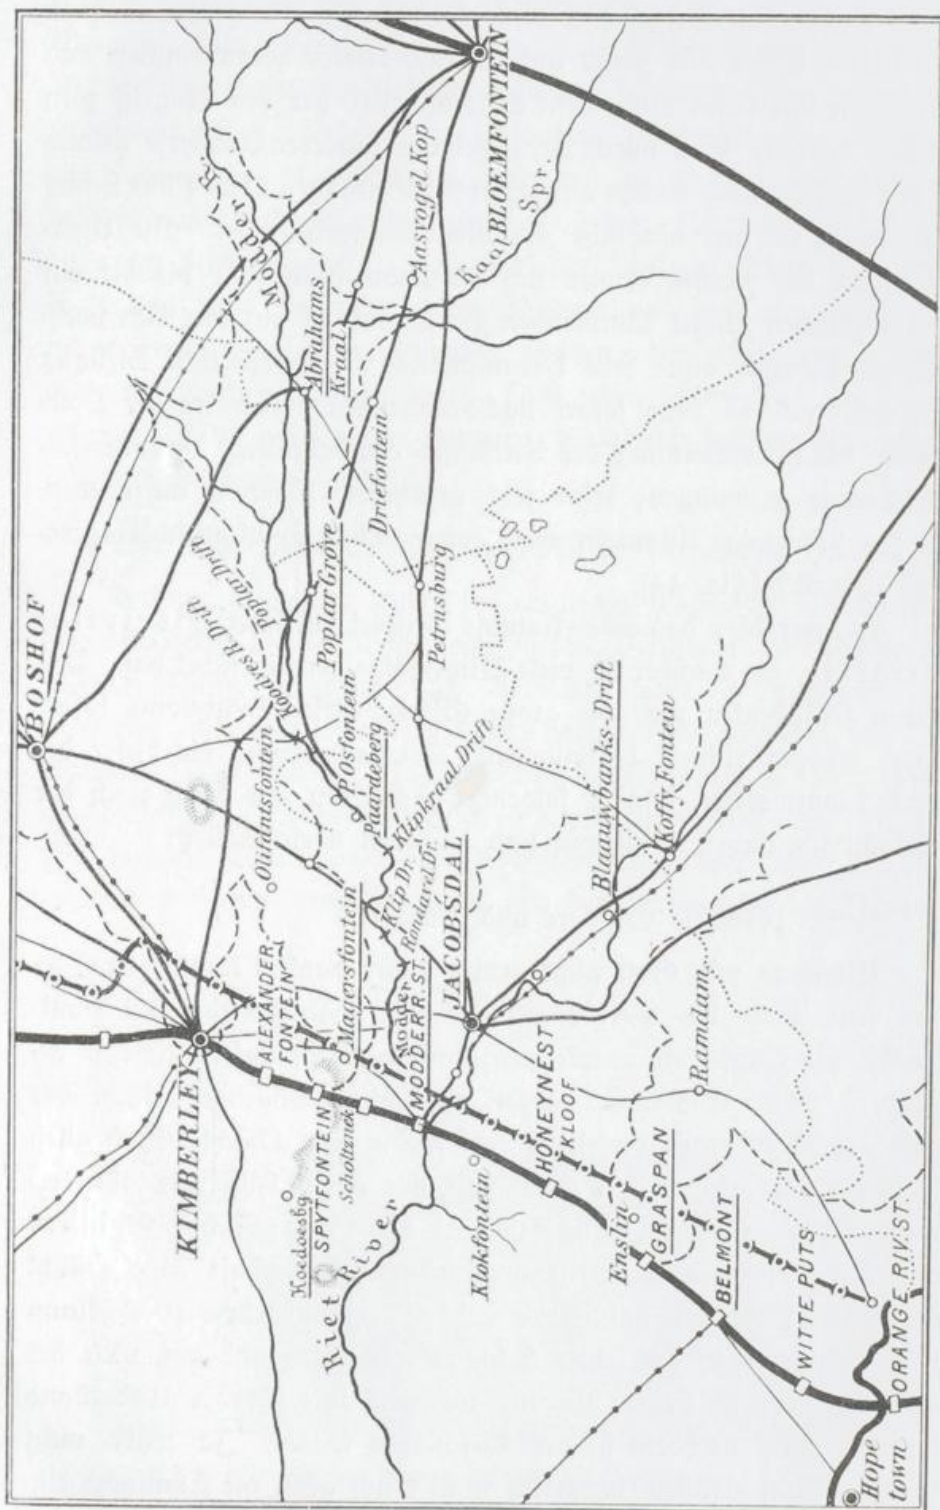 BOSHOF
KIMBERLEY
BLOEMFONTEIN
Modder R.
Aasvogel Kop
Kaal Spr.
Abrahams
Kraal
Driefontein
Poplar Drift
Roodves R. Drift
Poplar Grove
Petrusburg
Olifantsfontein
Posfontein
Paardeberg
Klipkraal Drift
Klip Dr.
Rondavel Dr.
ALEXANDER
FONTEIN
Magersfontein
Scholtznek
SPYTFONTEIN
Koedoesbg
Modder
MODDER ST.
JACOBSDAL
Riet River
Klokfontein
HONEYNEST
KLOOF
Blaauwbanks-Drift
Koffy Fontein
Ramdam
Enslin
GRASPAN
BELMONT
WITTE PUTS
ORANGE RIV. ST.
Hope
town